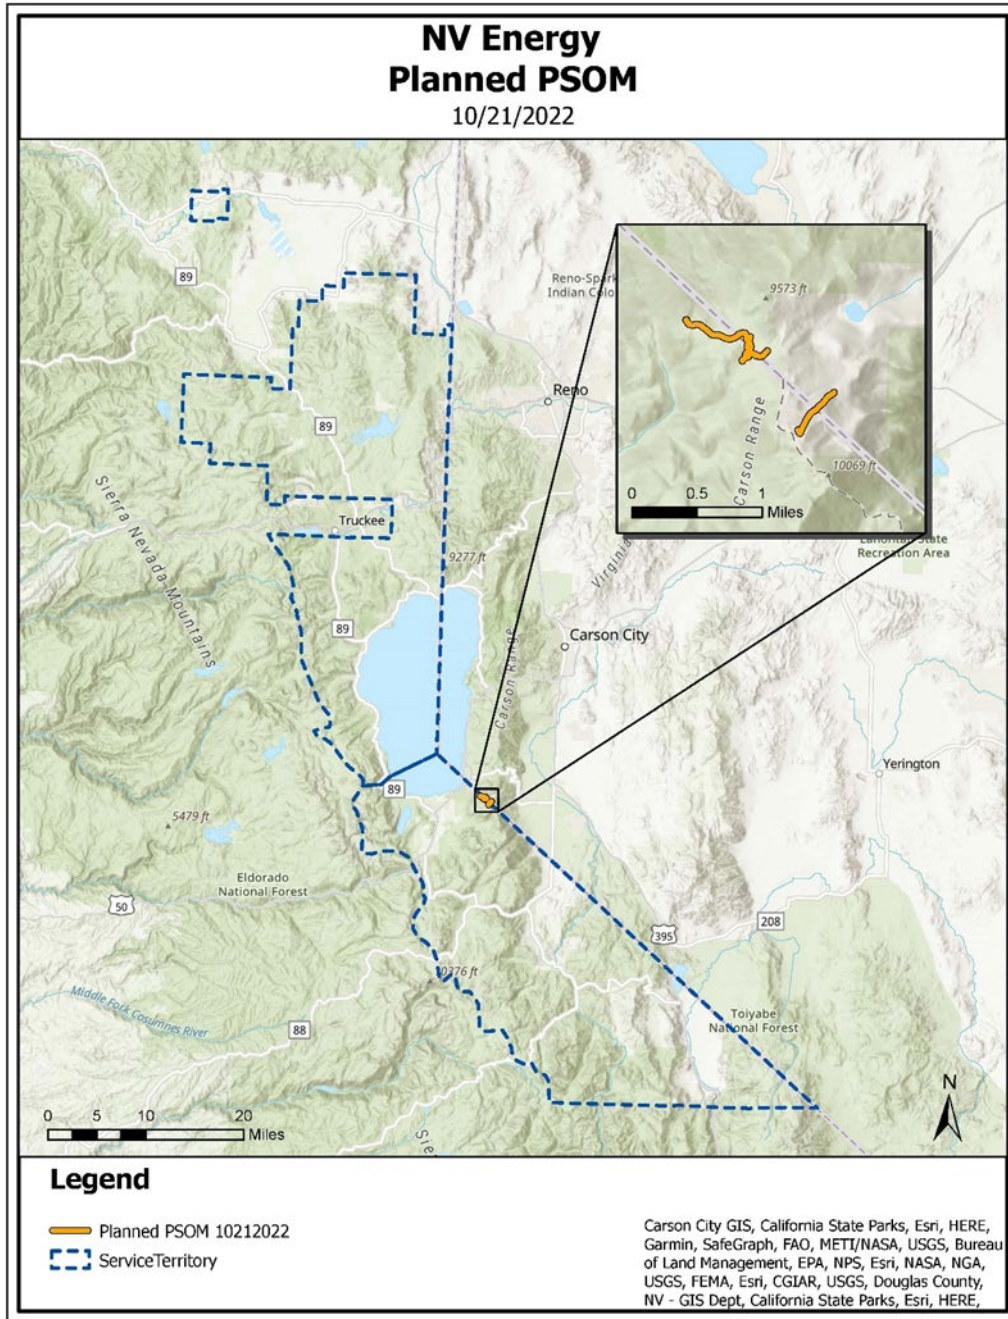 NV Energy
Planned PSOM
10/21/2022
89
Reno-Spark
Indian Colo
9573 ft
Reno
89
Carson Range
10069 ft
0 0.5 1
Miles
Sierra Nevada Mountains
Truckee
9277 ft
Virginia
Lahontan State
Recreation Area
89
Carson City
Carson Range
Yerington
89
5479 ft
Eldorado
National Forest
50
208
395
0376 ft
Middle Fork Cosumnes River
88
Toiyabe
National Forest
N
0 5 10 20
Miles
Sie
Legend
Planned PSOM 10212022
ServiceTerritory
Carson City GIS, California State Parks, Esri, HERE,
Garmin, SafeGraph, FAO, METI/NASA, USGS, Bureau
of Land Management, EPA, NPS, Esri, NASA, NGA,
USGS, FEMA, Esri, CGIAR, USGS, Douglas County,
NV - GIS Dept, California State Parks, Esri, HERE,